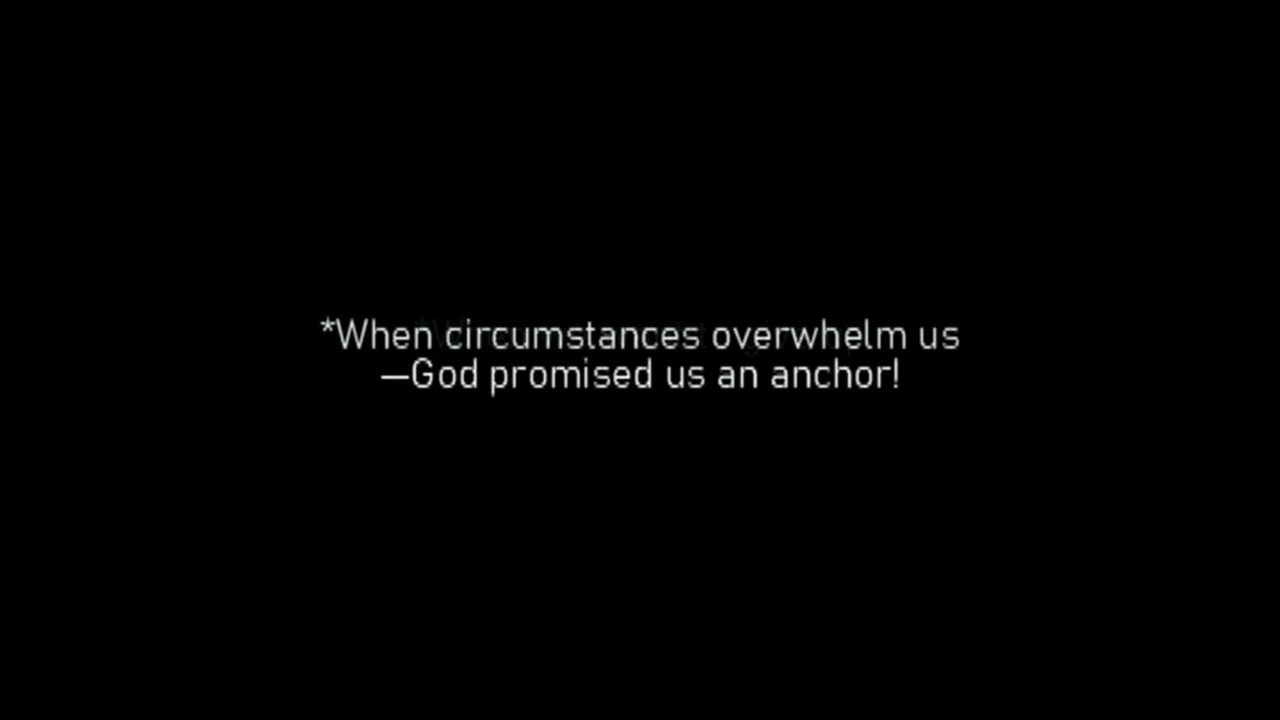 *When circumstances overwhelm us
—God promised us an anchor!